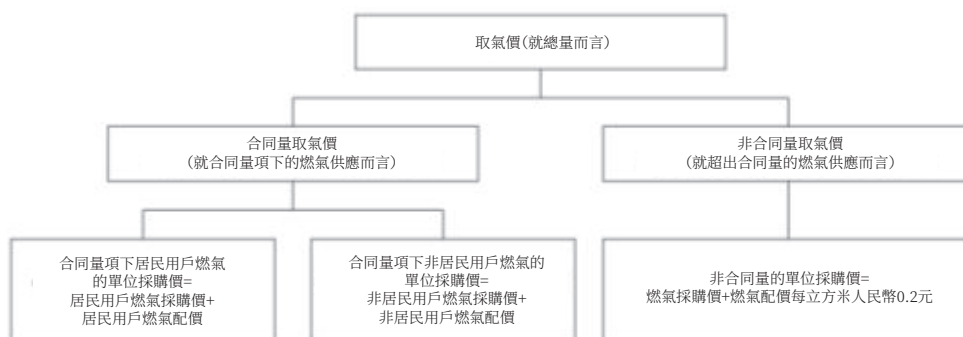 取氣價(就總量而言)
合同量取氣價
(就合同量項下的燃氣供應而言)
非合同量取氣價
(就超出合同量的燃氣供應而言)
合同量項下居民用戶燃氣
的單位採購價=
居民用戶燃氣採購價+
居民用戶燃氣配價
合同量項下非居民用戶燃氣的
單位採購價=
非居民用戶燃氣採購價+
非居民用戶燃氣配價
非合同量的單位採購價=
燃氣採購價+燃氣配價每立方米人民幣0.2元